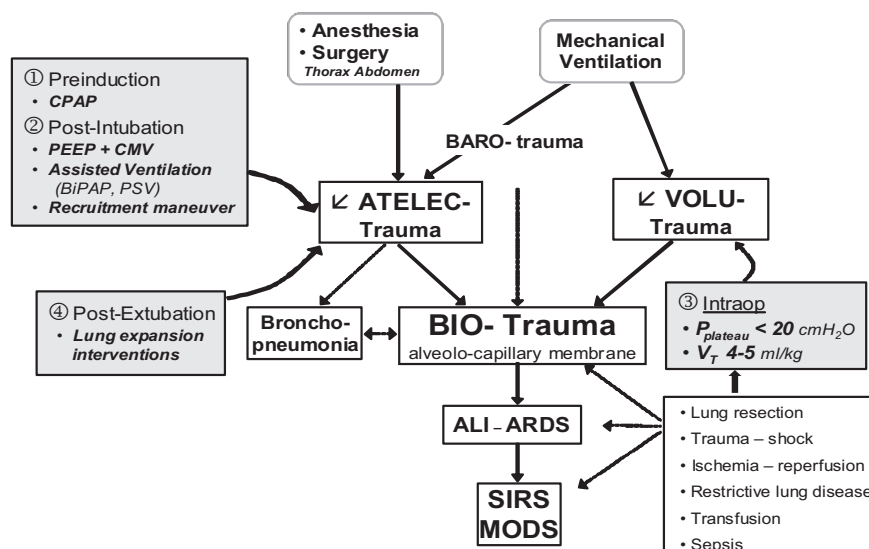 • Anesthesia
• Surgery
Thorax Abdomen
Mechanical
Ventilation
① Preinduction
• CPAP
② Post-Intubation
• PEEP + CMV
• Assisted Ventilation
(BiPAP, PSV)
• Recruitment maneuver
BARO- trauma
↙ ATELEC-
Trauma
↙ VOLU-
Trauma
④ Post-Extubation
• Lung expansion
interventions
Broncho-
pneumonia
BIO- Trauma
alveolo-capillary membrane
③ Intraop
• Pplateau < 20 cmH2O
• VT 4-5 ml/kg
ALI – ARDS
SIRS
MODS
• Lung resection
• Trauma – shock
• Ischemia – reperfusion
• Restrictive lung disease
• Transfusion
• Sepsis